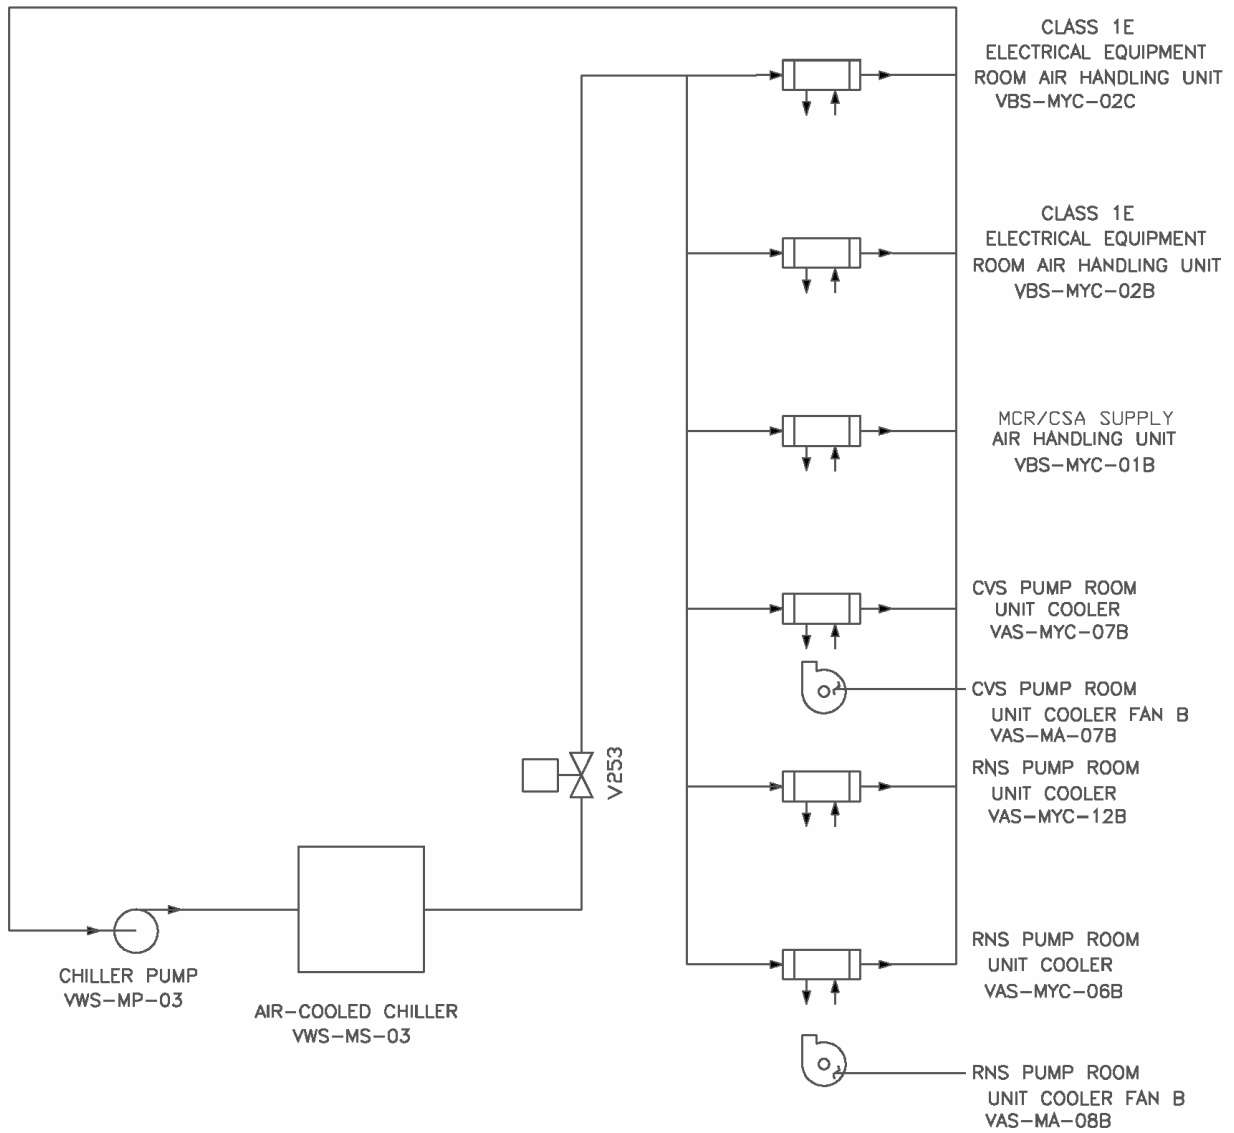 CLASS 1E
ELECTRICAL EQUIPMENT
ROOM AIR HANDLING UNIT
VBS-MYC-02C
CLASS 1E
ELECTRICAL EQUIPMENT
ROOM AIR HANDLING UNIT
VBS-MYC-02B
MCR/CSA SUPPLY
AIR HANDLING UNIT
VBS-MYC-01B
CVS PUMP ROOM
UNIT COOLER
VAS-MYC-07B
CVS PUMP ROOM
UNIT COOLER FAN B
VAS-MA-07B
V253
RNS PUMP ROOM
UNIT COOLER
VAS-MYC-12B
RNS PUMP ROOM
UNIT COOLER
VAS-MYC-06B
CHILLER PUMP
VWS-MP-03
AIR-COOLED CHILLER
VWS-MS-03
RNS PUMP ROOM
UNIT COOLER FAN B
VAS-MA-08B